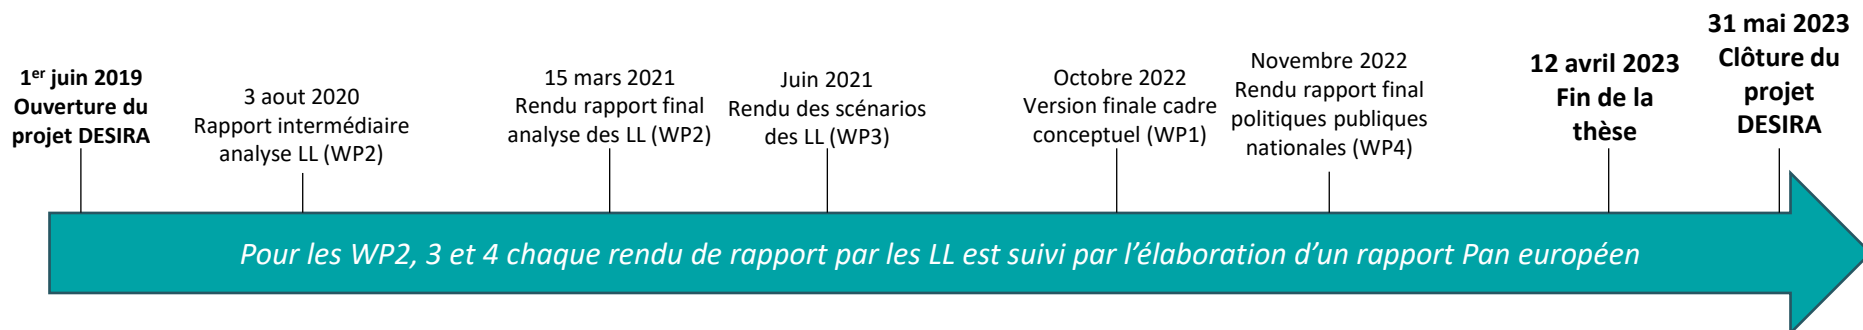 1er juin 2019
Ouverture du
projet DESIRA
3 aout 2020
Rapport intermédiaire
analyse LL (WP2)
15 mars 2021
Rendu rapport final
analyse des LL (WP2)
Juin 2021
Rendu des scénarios
des LL (WP3)
Octobre 2022
Version finale cadre
conceptuel (WP1)
Novembre 2022
Rendu rapport final
politiques publiques
nationales (WP4)
12 avril 2023
Fin de la
thèse
31 mai 2023
Clôture du
projet
DESIRA
Pour les WP2, 3 et 4 chaque rendu de rapport par les LL est suivi par l'élaboration d'un rapport Pan européen